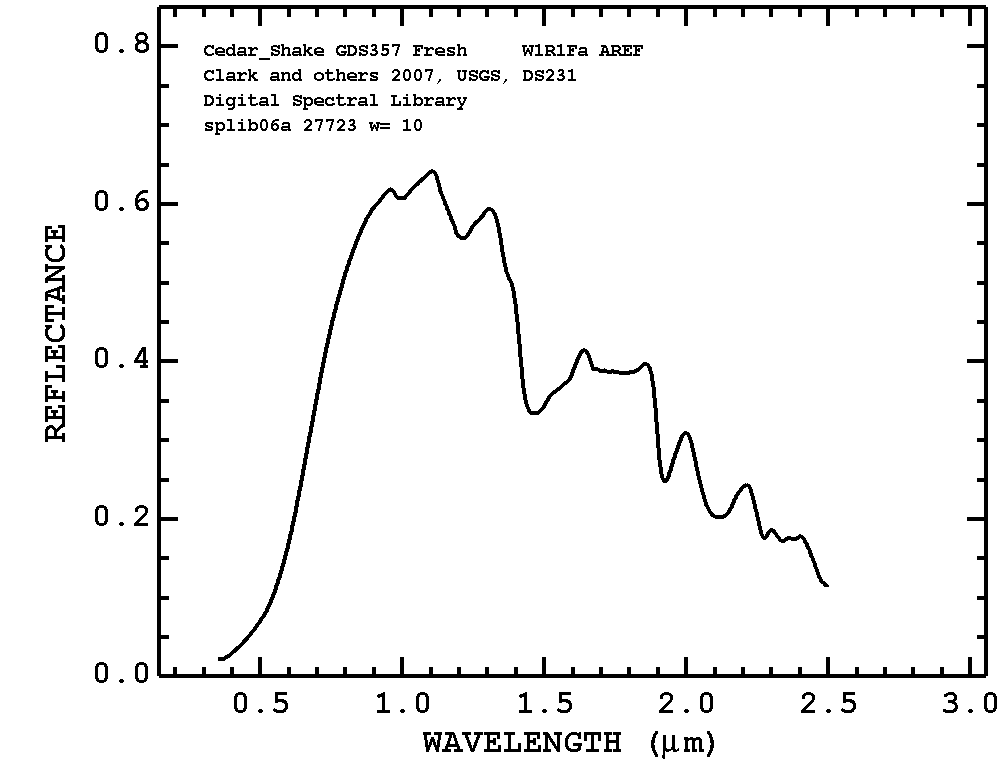 0.8
Cedar_Shake GDS357 Fresh W1R1Fa AREF
Clark and others 2007, USGS, DS231
Digital Spectral Library
splib06a 27723 w= 10
0.6
REFLECTANCE
0.4
0.2
0.0
0.5 1.0 1.5 2.0 2.5 3.0
WAVELENGTH (μm)